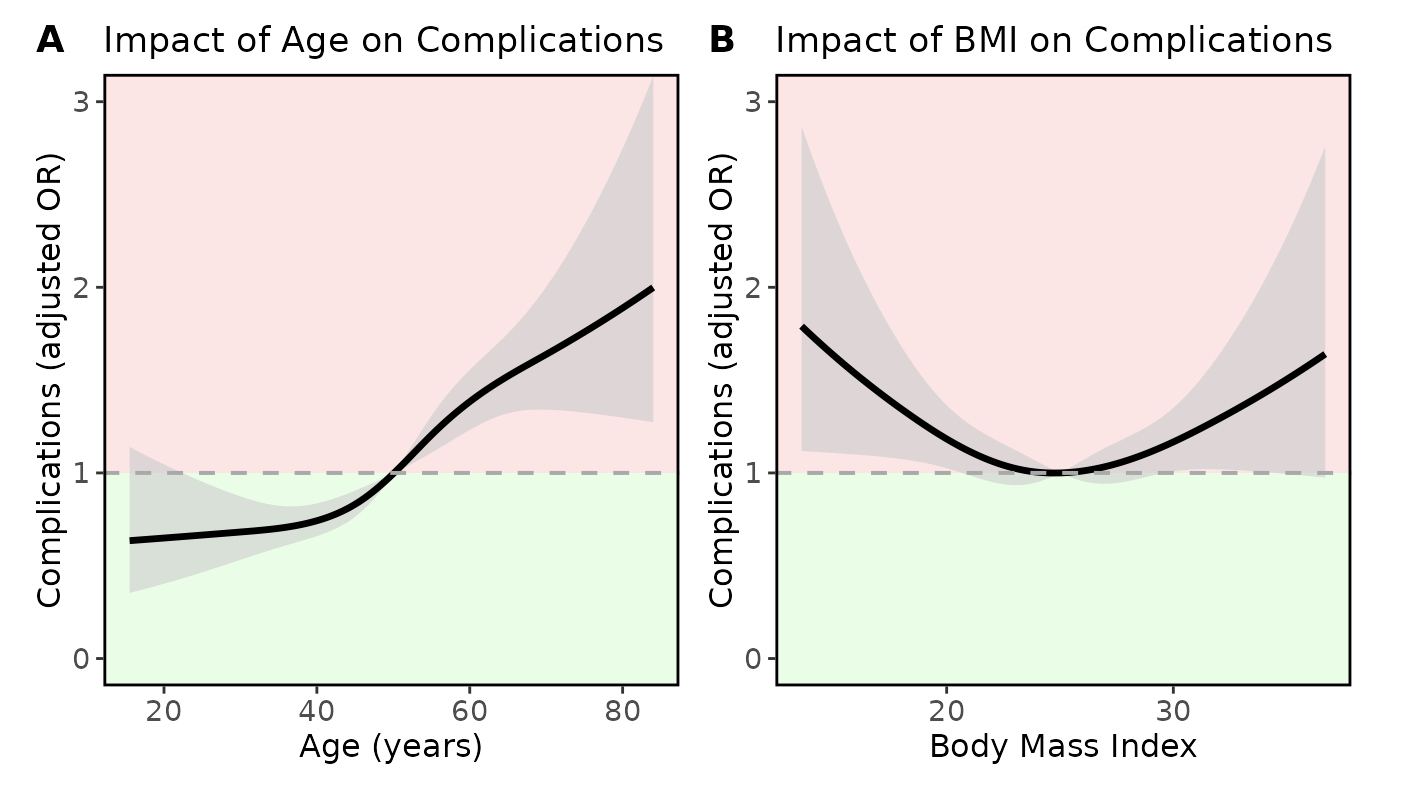 A Impact of Age on Complications
Complications (adjusted OR)
3
2
1
0
20 40 60 80
Age (years)
B Impact of BMI on Complications
Complications (adjusted OR)
3
2
1
0
20 30
Body Mass Index